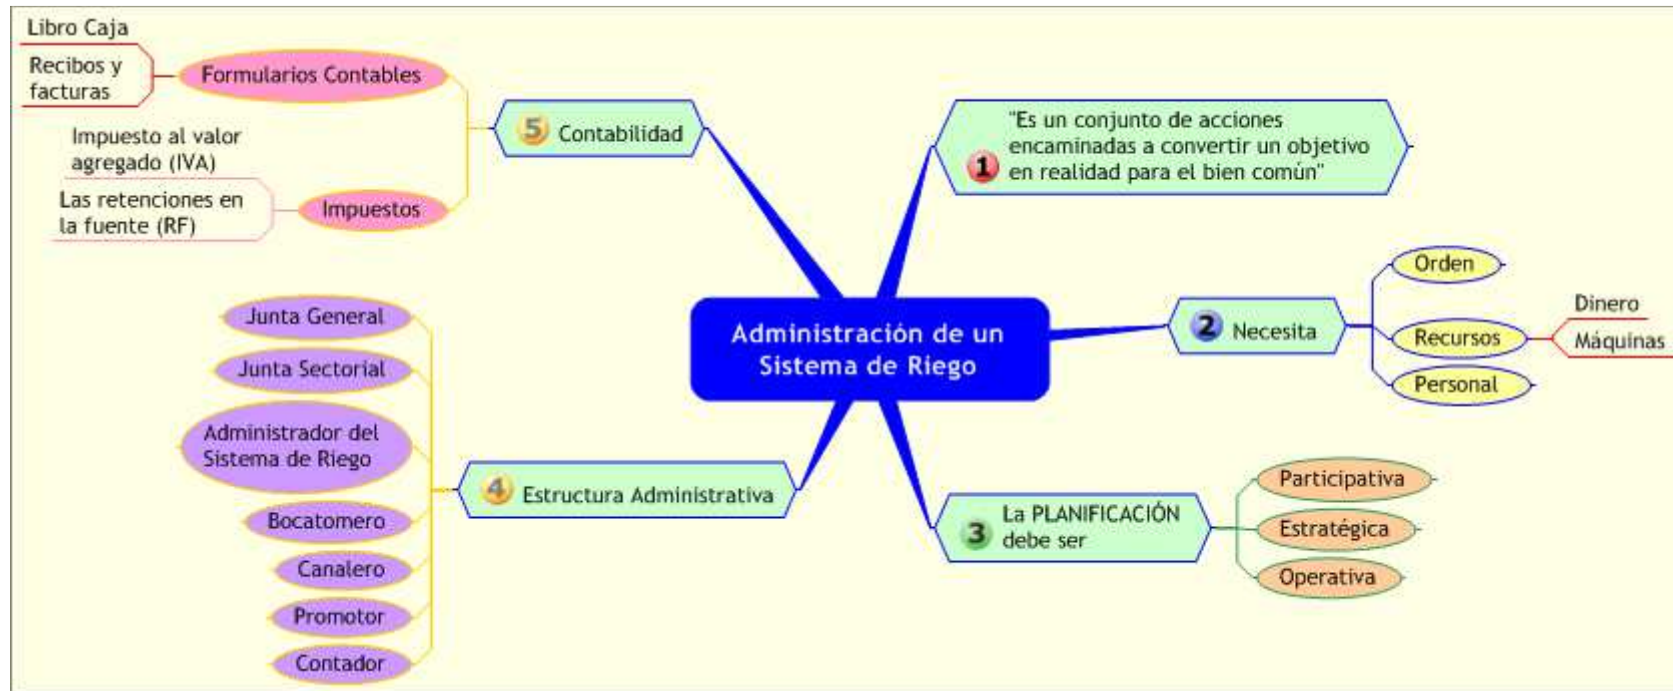 Administración de un
Sistema de Riego
1
"Es un conjunto de acciones
encaminadas a convertir un objetivo
en realidad para el bien común"
2 Necesita
Orden
Recursos
Dinero
Máquinas
Personal
3
La PLANIFICACIÓN
debe ser
Participativa
Estratégica
Operativa
4 Estructura Administrativa
Junta General
Junta Sectorial
Administrador del
Sistema de Riego
Bocatomero
Canalero
Promotor
Contador
5 Contabilidad
Formularios Contables
Libro Caja
Recibos y
facturas
Impuestos
Impuesto al valor
agregado (IVA)
Las retenciones en
la fuente (RF)